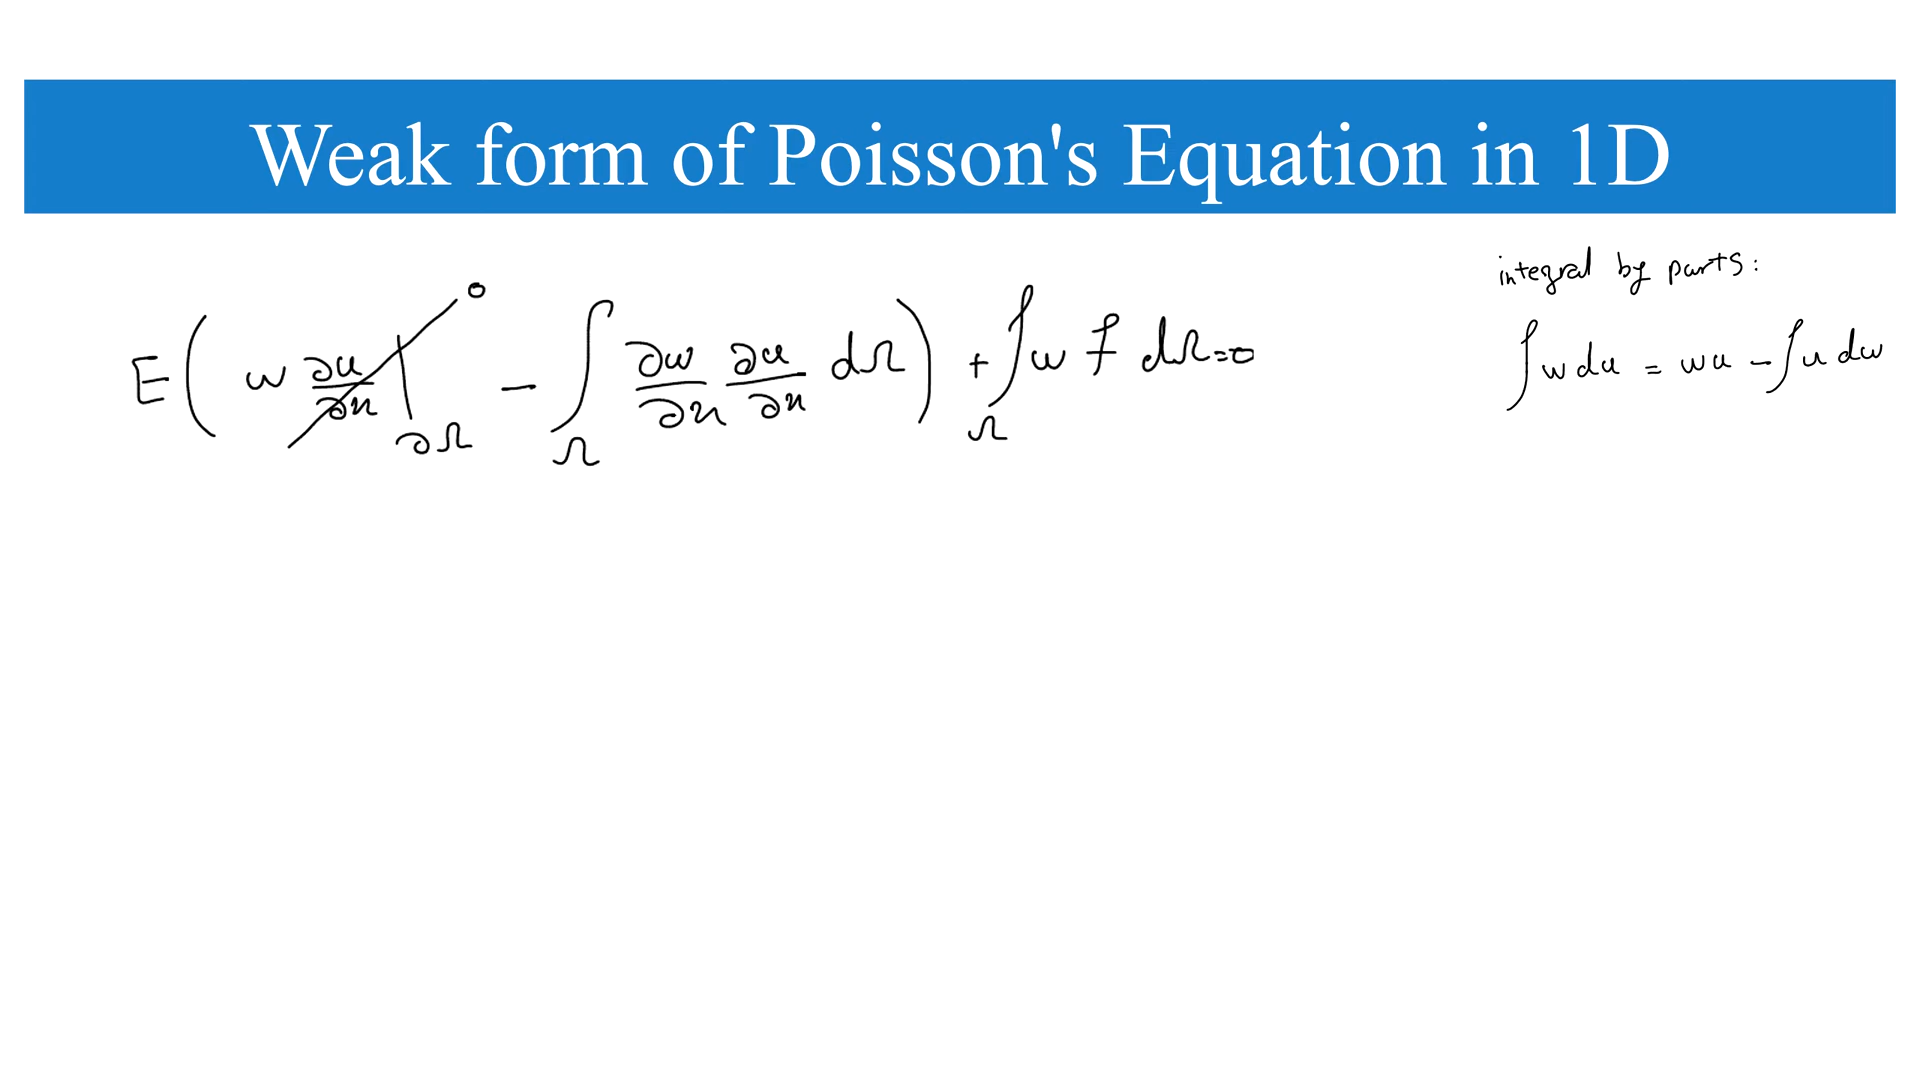 Weak form of Poisson's Equation in 1D
integral by parts:
E( w ∂u/∂x |∂Ω 0 - ∫Ω ∂w/∂x ∂u/∂x dΩ ) + ∫Ω w f dΩ = 0
∫ w du = wu - ∫ u dw